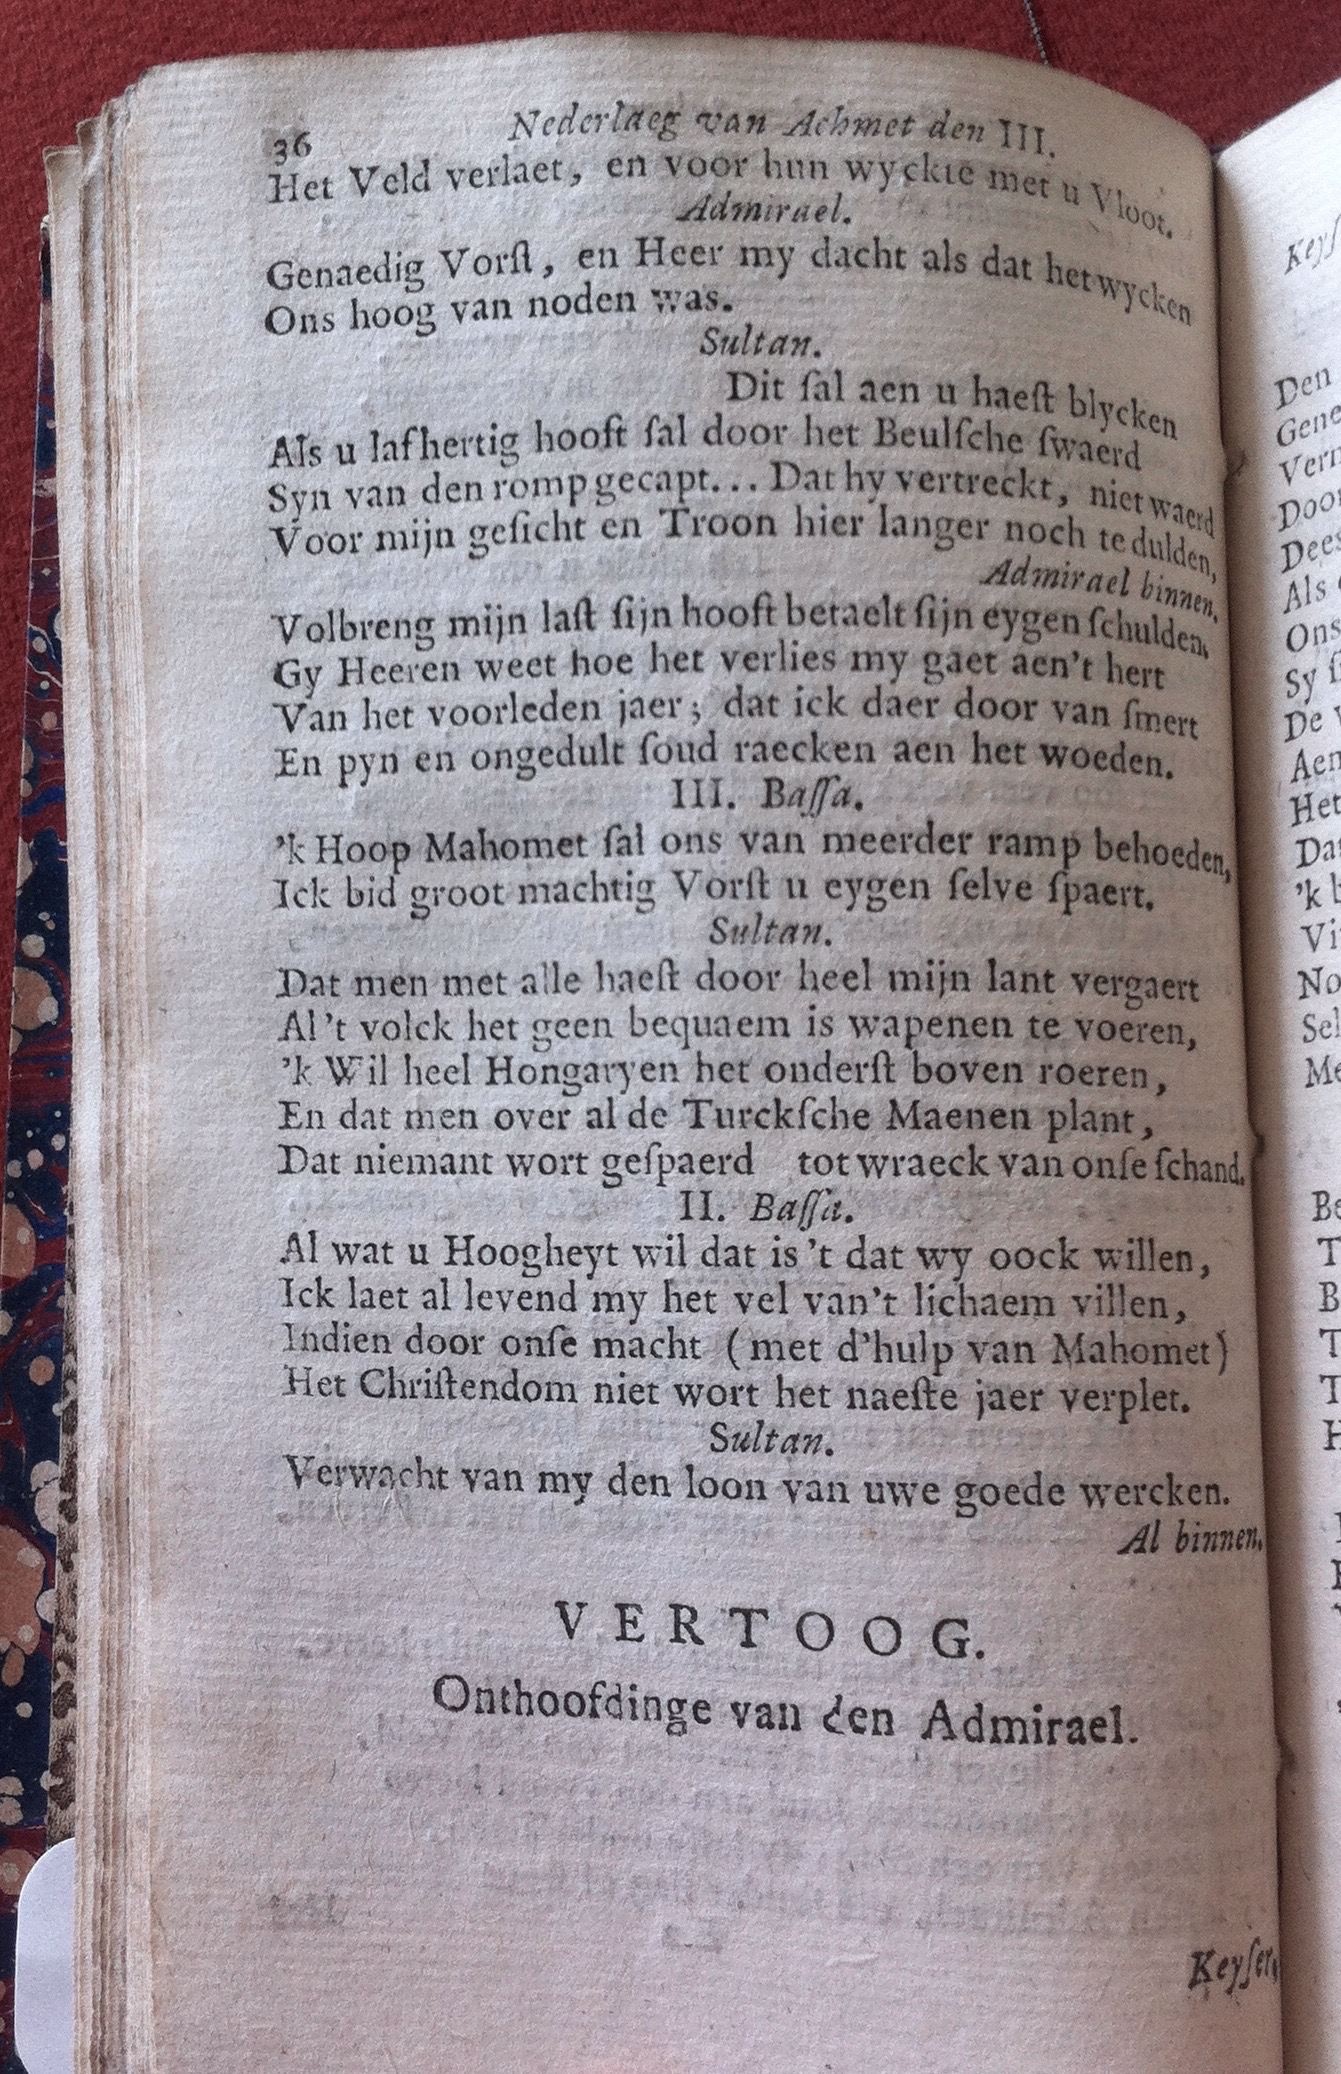 36 Nederlaeg van Achmet den III.
Het Veld verlaet, en voor hun wyckte met u Vloot.
Admirael.
Genaedig Vorſt, en Heer my dacht als dat het wycken
Ons hoog van noden was.
Sultan.
Dit ſal aen u haeſt blycken
Als u lafhertig hooft ſal door het Beulſche ſwaerd
Syn van den romp gecapt... Dat hy vertreckt, niet waerd
Voor mijn geſicht en Troon hier langer noch te dulden,
Admirael binnen.
Volbreng mijn laſt ſijn hooft betaelt ſijn eygen ſchulden,
Gy Heeren weet hoe het verlies my gaet aen't hert
Van het voorleden jaer; dat ick daer door van ſmert
En pyn en ongedult ſoud raecken aen het woeden.
III. Baſſa.
'k Hoop Mahomet ſal ons van meerder ramp behoeden,
Ick bid groot machtig Vorſt u eygen ſelve ſpaert.
Sultan.
Dat men met alle haeſt door heel mijn lant vergaert
Al't volck het geen bequaem is wapenen te voeren,
'k Wil heel Hongaryen het onderſt boven roeren,
En dat men over al de Turckſche Maenen plant,
Dat niemant wort geſpaerd tot wraeck van onſe ſchand.
II. Baſſa.
Al wat u Hoogheyt wil dat is 't dat wy oock willen,
Ick laet al levend my het vel van't lichaem villen,
Indien door onſe macht (met d'hulp van Mahomet)
Het Chriſtendom niet wort het naeſte jaer verplet.
Sultan.
Verwacht van my den loon van uwe goede wercken.
Al binnen.
VERTOOG.
Onthoofdinge van den Admirael.
Keyſer,
Den
Door
Als
Ons
Sy
De
Het
'k